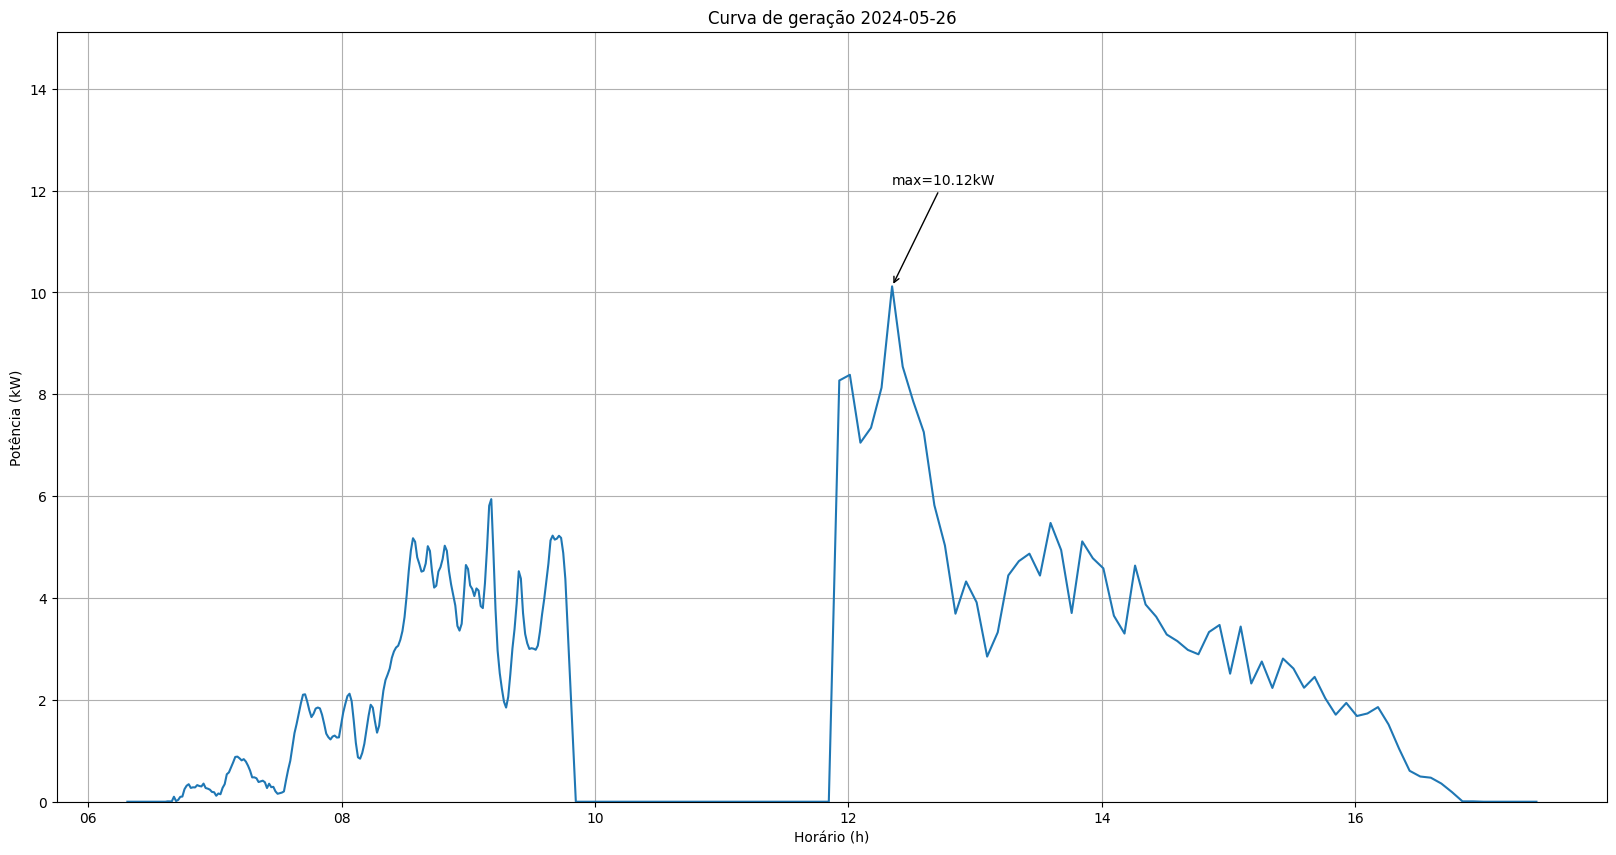 Curva de geração 2024-05-26
14
12
10
8
6
4
2
0
Potência (kW)
max=10.12kW
06 08 10 12 14 16
Horário (h)